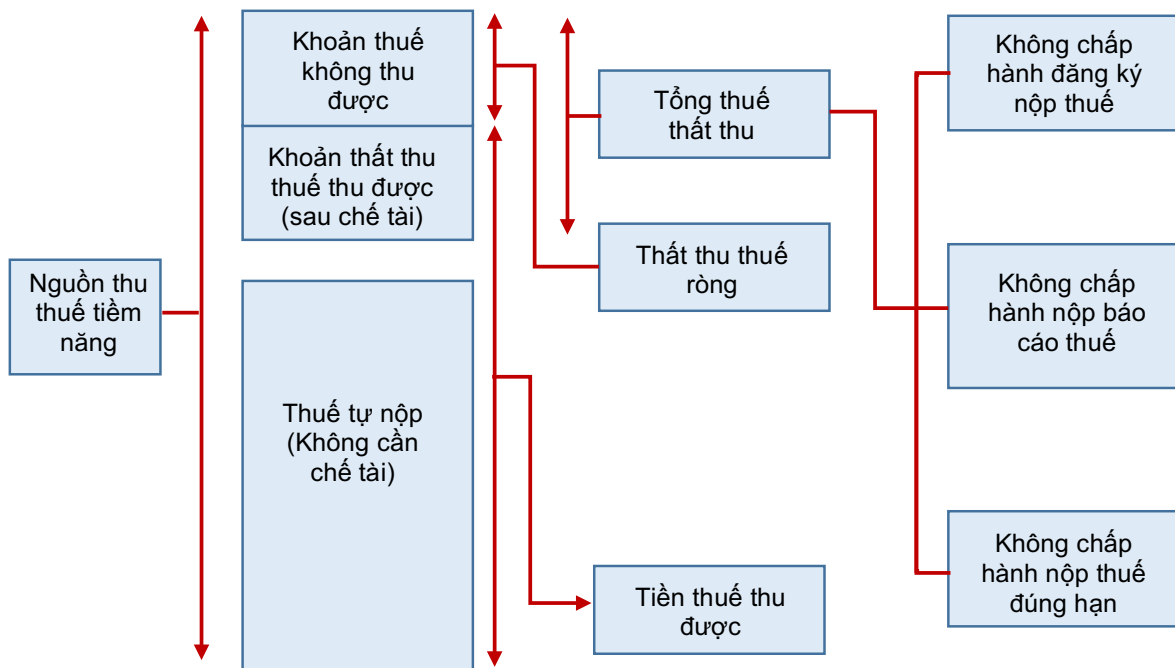 Nguồn thu
thuế tiềm
năng
Khoản thuế
không thu
được
Khoản thất thu
thuế thu được
(sau chế tài)
Thuế tự nộp
(Không cần
chế tài)
Tổng thuế
thất thu
Thất thu thuế
ròng
Tiền thuế thu
được
Không chấp
hành đăng ký
nộp thuế
Không chấp
hành nộp báo
cáo thuế
Không chấp
hành nộp thuế
đúng hạn